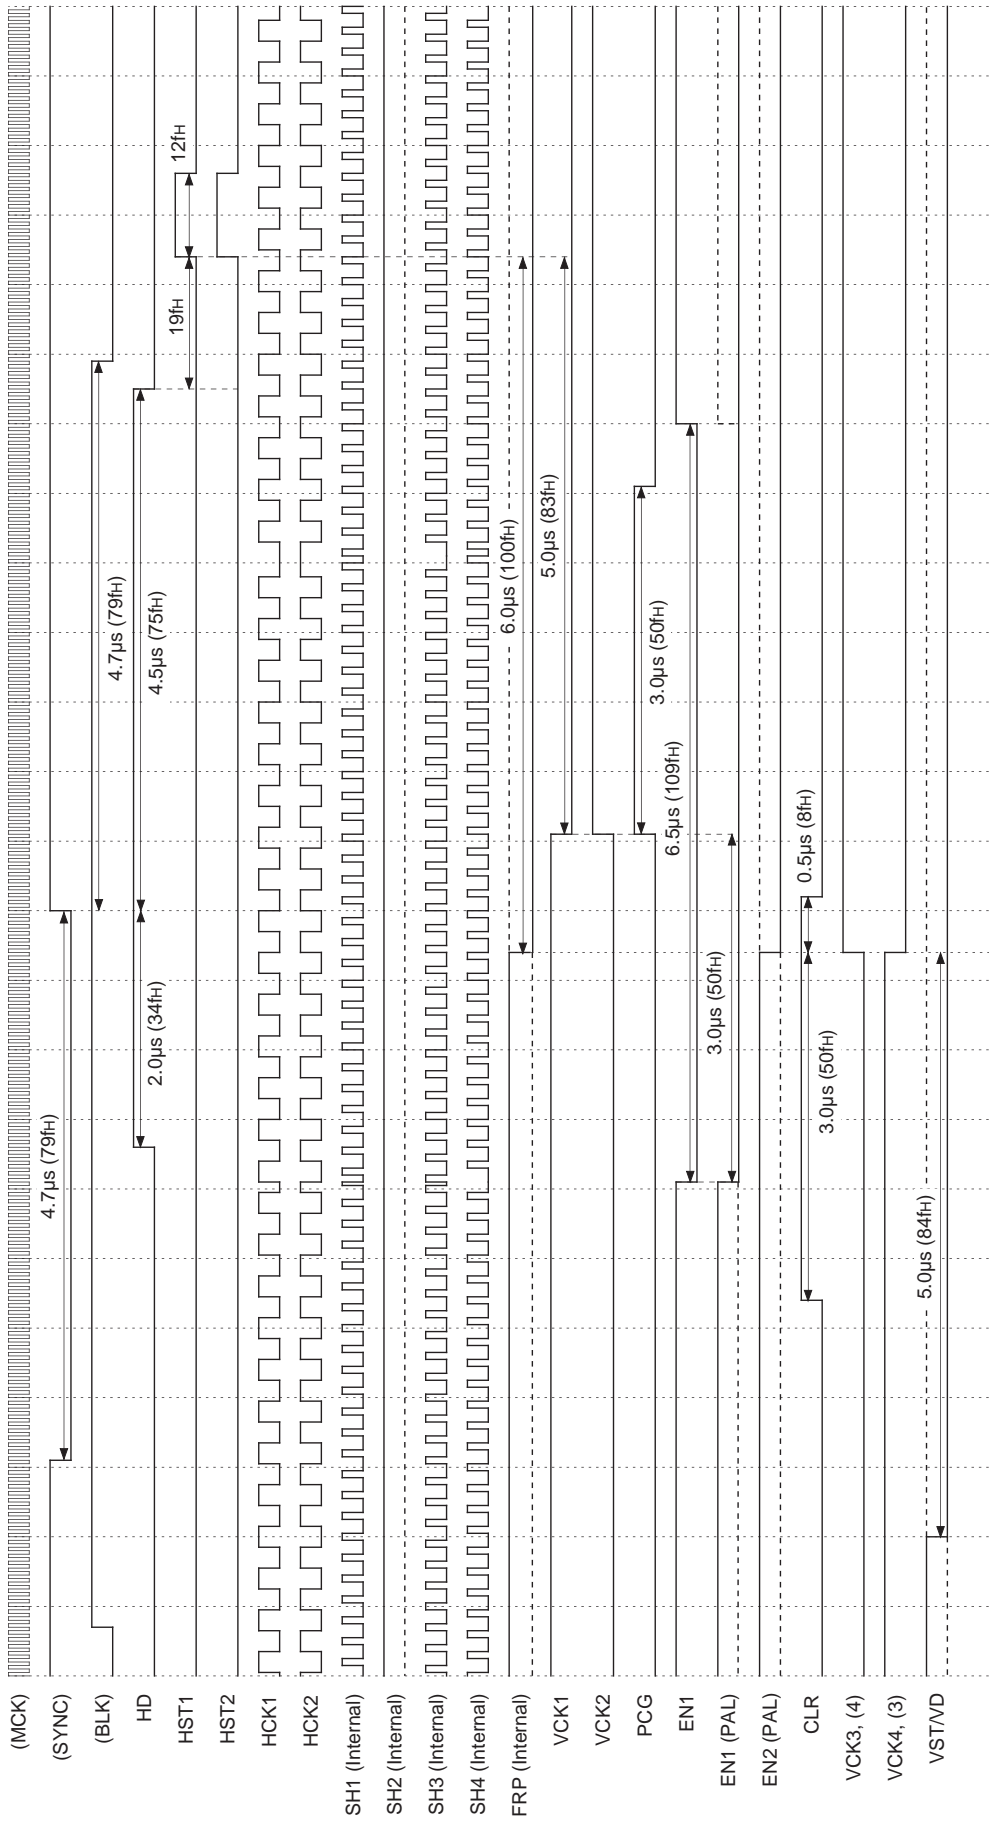 (MCK)
(SYNC)
(BLK)
HD
HST1
HST2
HCK1
HCK2
SH1 (Internal)
SH2 (Internal)
SH3 (Internal)
SH4 (Internal)
FRP (Internal)
VCK1
VCK2
PCG
EN1
EN1 (PAL)
EN2 (PAL)
CLR
VCK3, (4)
VCK4, (3)
VST/VD
4.7µs (79fH)
4.7µs (79fH)
2.0µs (34fH)
4.5µs (75fH)
19fH
12fH
6.0µs (100fH)
5.0µs (83fH)
3.0µs (50fH)
6.5µs (109fH)
3.0µs (50fH)
3.0µs (50fH)
0.5µs (8fH)
5.0µs (84fH)